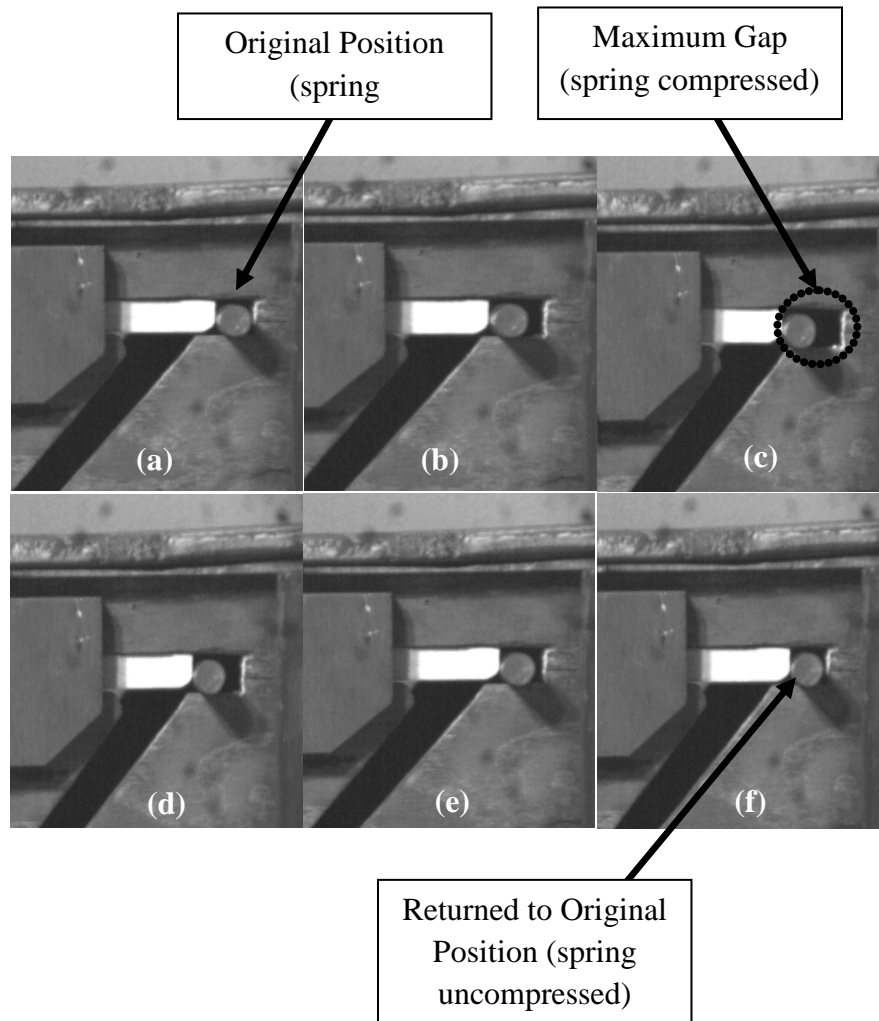 Original Position
(spring
Maximum Gap
(spring compressed)
(a)
(b)
(c)
(d)
(e)
(f)
Returned to Original
Position (spring
uncompressed)